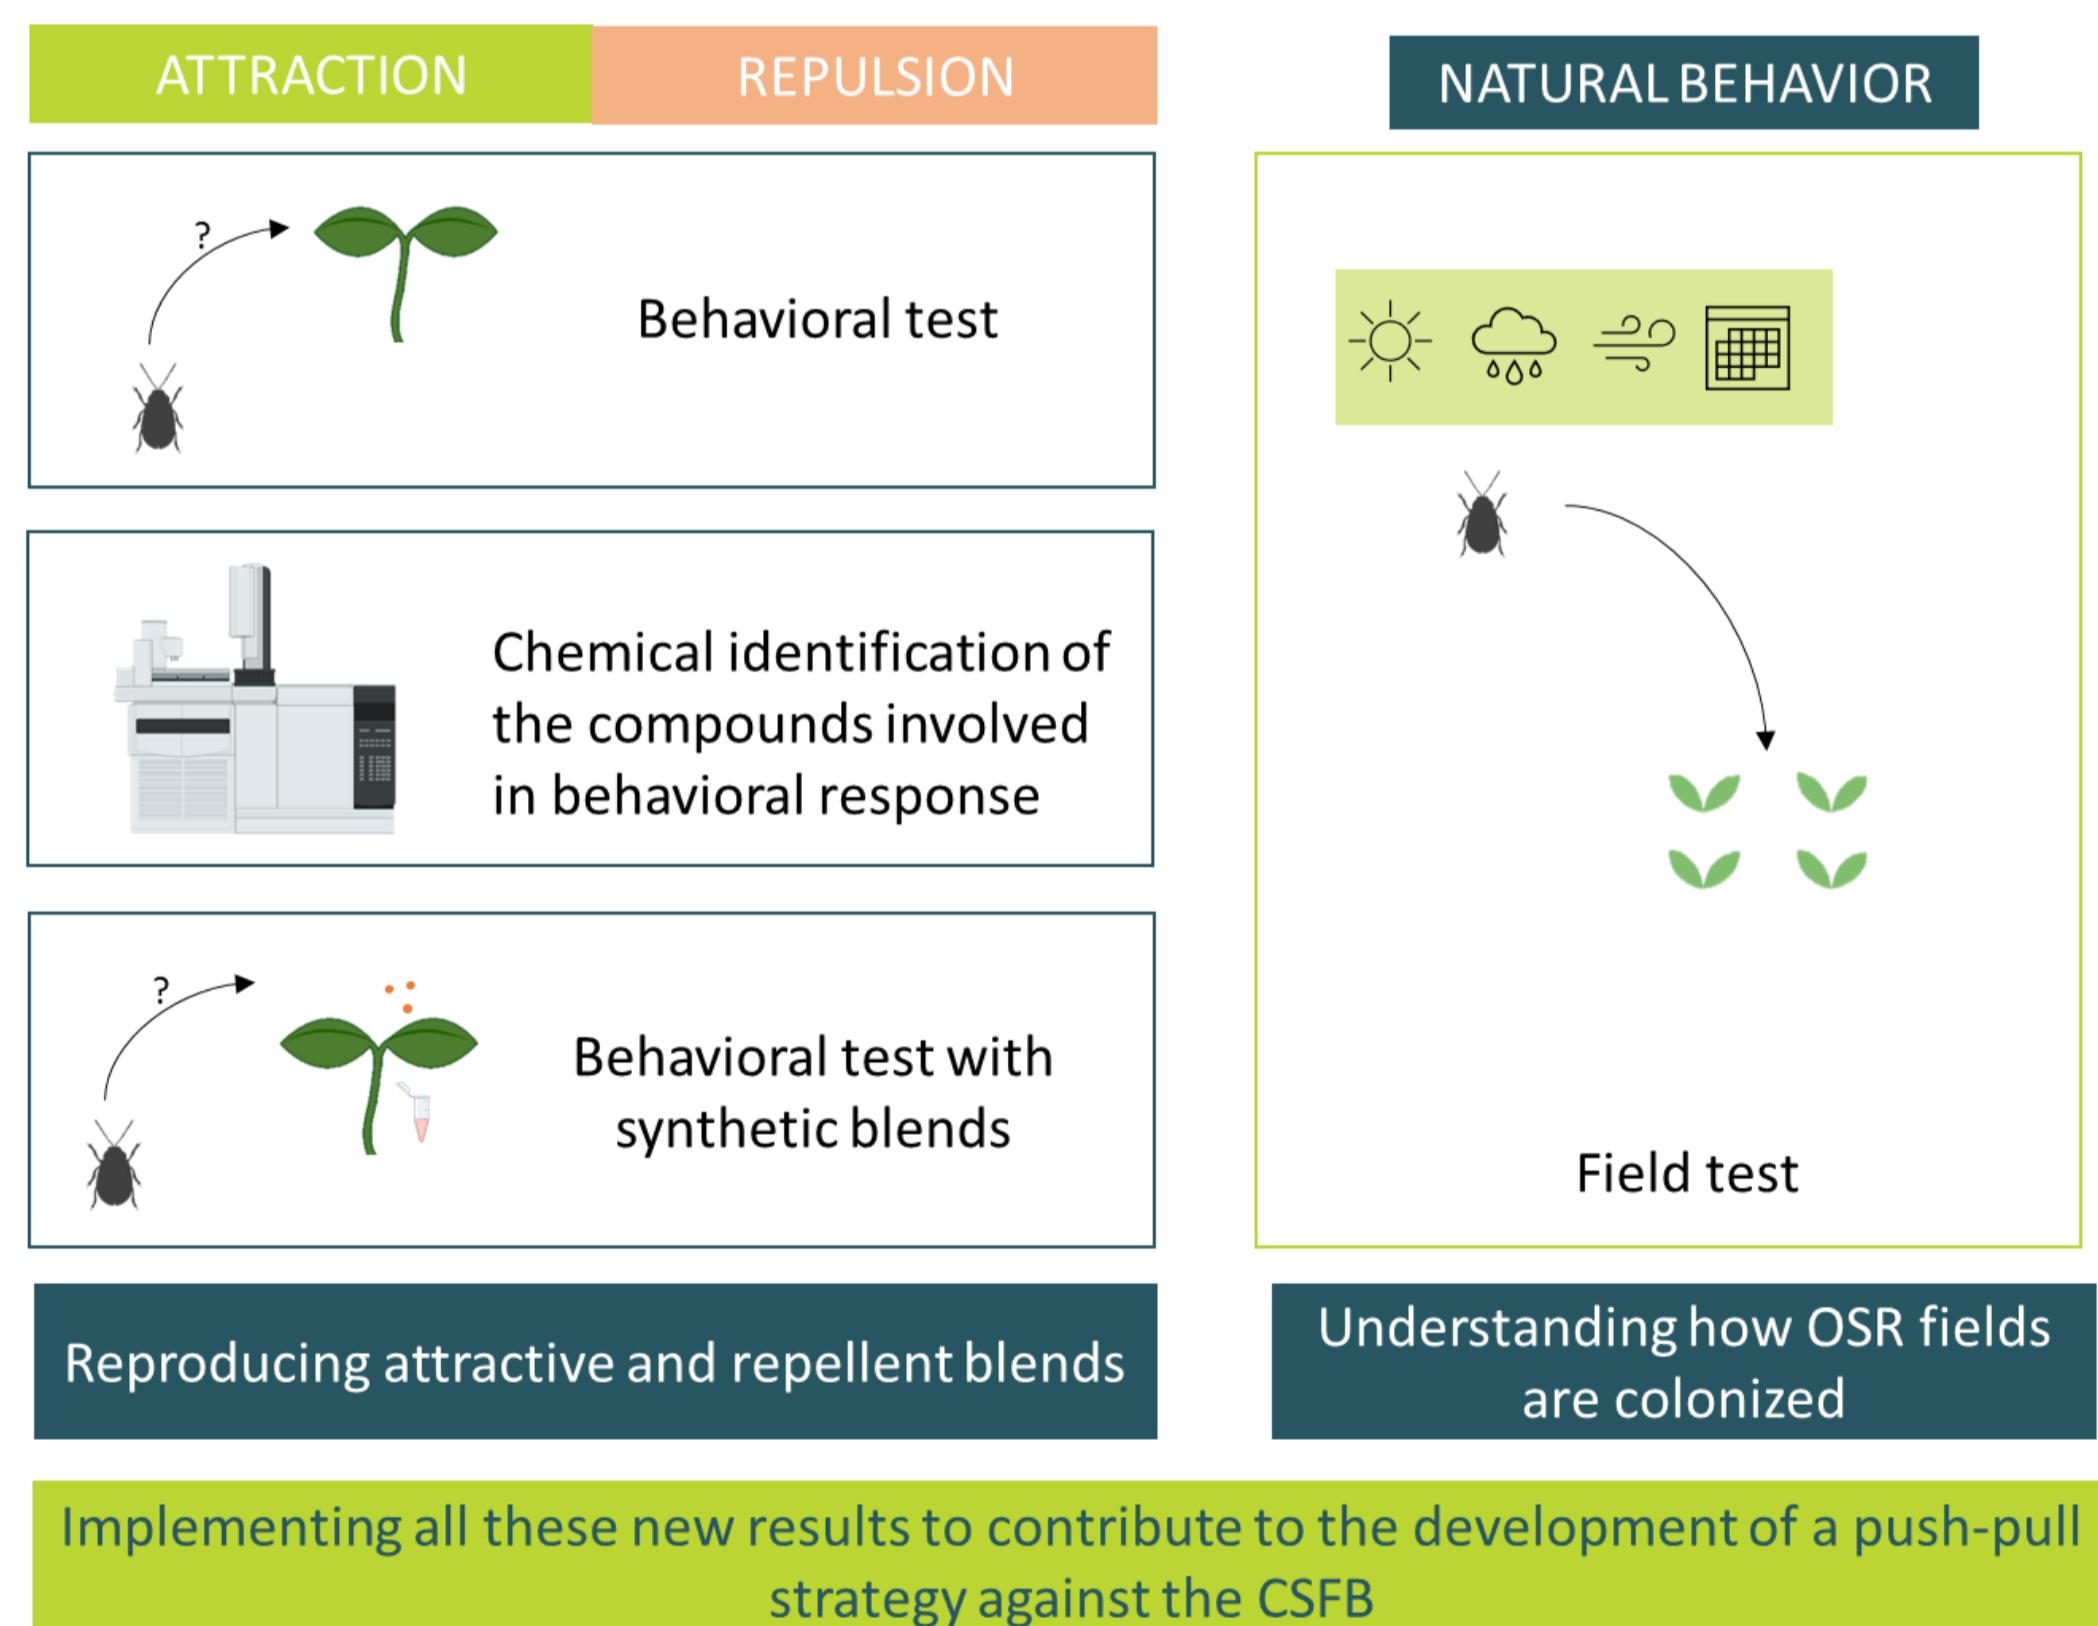 ATTRACTION
REPULSION
?
Behavioral test
Chemical identification of
the compounds involved
in behavioral response
?
Behavioral test with
synthetic blends
Reproducing attractive and repellent blends
NATURAL BEHAVIOR
Field test
Understanding how OSR fields
are colonized
Implementing all these new results to contribute to the development of a push-pull
strategy against the CSFB